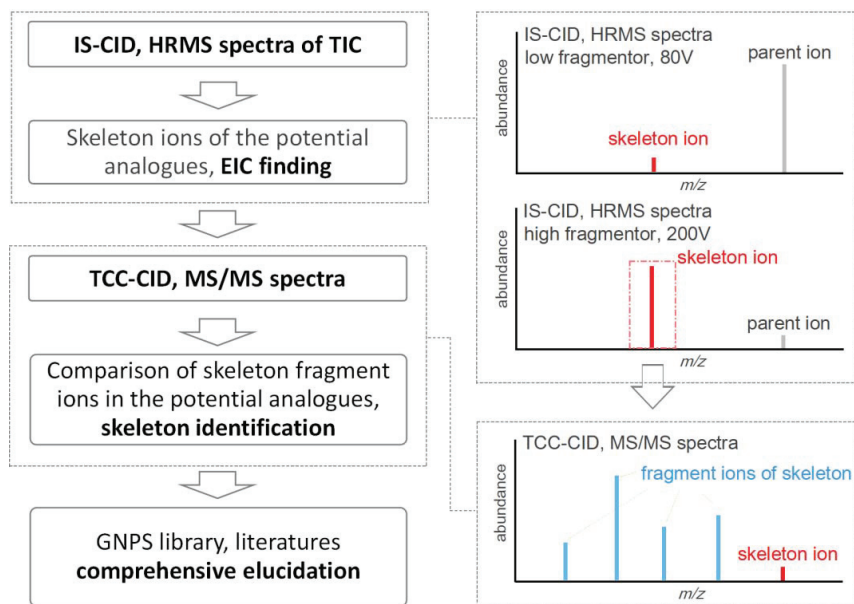 IS-CID, HRMS spectra of TIC
Skeleton ions of the potential
analogues, EIC finding
TCC-CID, MS/MS spectra
Comparison of skeleton fragment
ions in the potential analogues,
skeleton identification
GNPS library, literatures
comprehensive elucidation
IS-CID, HRMS spectra
low fragmentor, 80V
parent ion
skeleton ion
abundance
m/z
IS-CID, HRMS spectra
high fragmentor, 200V
skeleton ion
parent ion
abundance
m/z
TCC-CID, MS/MS spectra
fragment ions of skeleton
skeleton ion
abundance
m/z